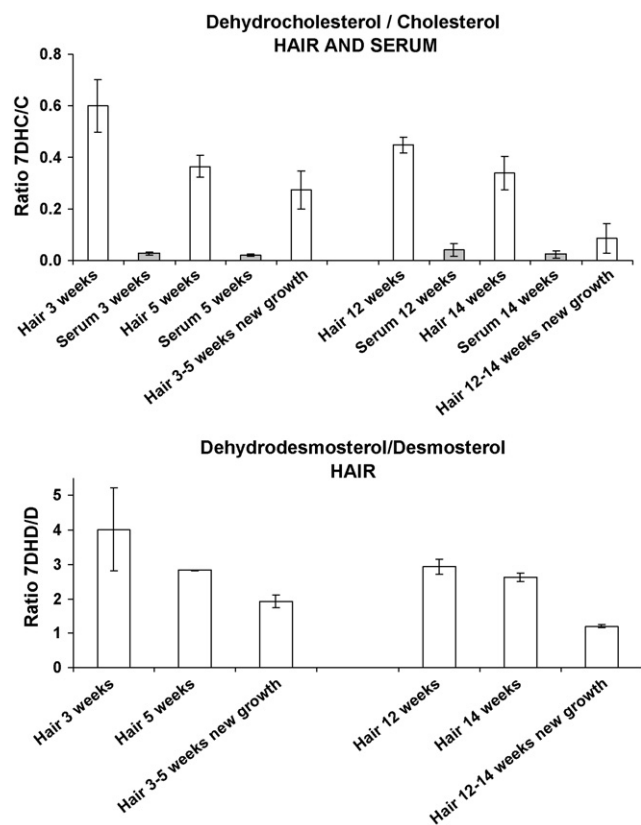 Dehydrocholesterol / Cholesterol
HAIR AND SERUM
Ratio 7DHC/C
0.8
0.6
0.4
0.2
0.0
Hair 3 weeks
Serum 3 weeks
Hair 5 weeks
Serum 5 weeks
Hair 3-5 weeks new growth
Hair 12 weeks
Serum 12 weeks
Hair 14 weeks
Serum 14 weeks
Hair 12-14 weeks new growth
Dehydrodesmosterol/Desmosterol
HAIR
Ratio 7DHD/D
5
4
3
2
1
0
Hair 3 weeks
Hair 5 weeks
Hair 3-5 weeks new growth
Hair 12 weeks
Hair 14 weeks
Hair 12-14 weeks new growth